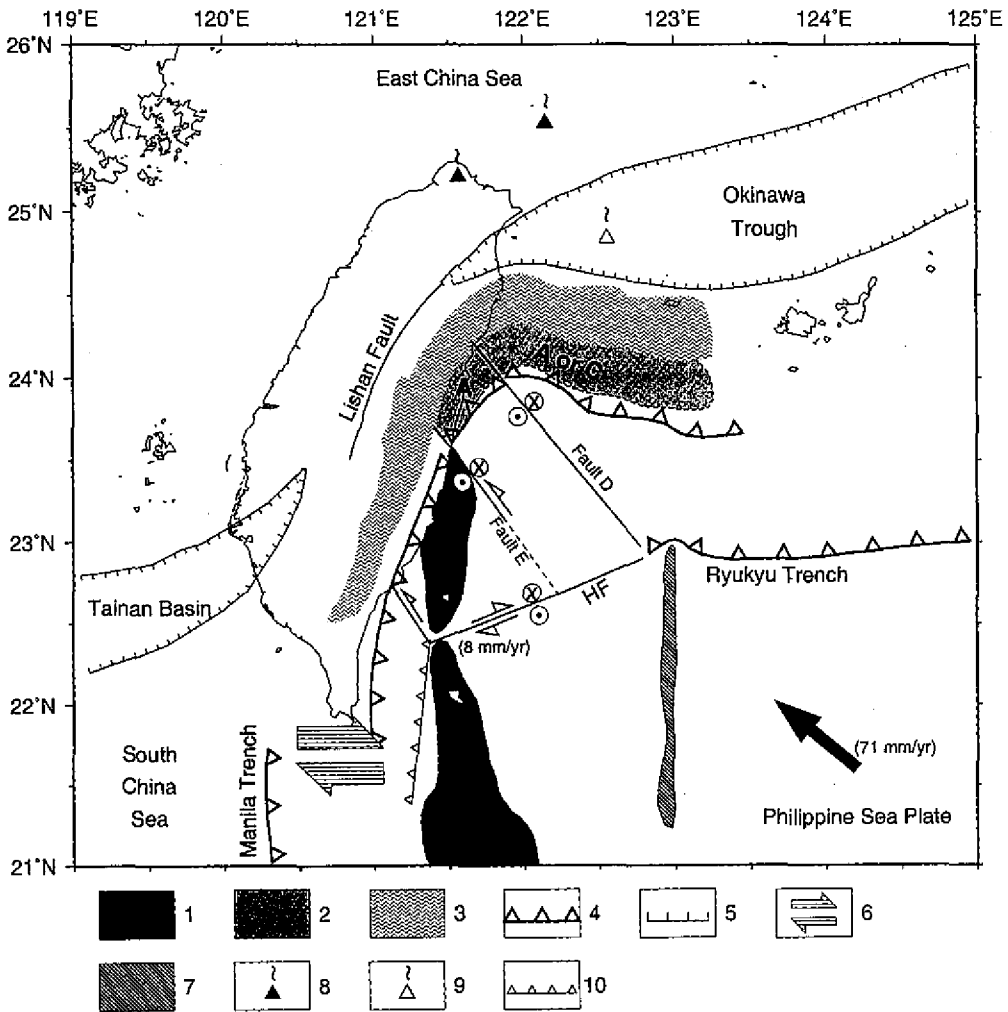 119°E 120°E 121°E 122°E 123°E 124°E 125°E
26°N
25°N
24°N
23°N
22°N
21°N
East China Sea
Okinawa
Trough
Lishan Fault
A or C
A
Fault D
Fault E
HF
(8 mm/yr)
Ryukyu Trench
Tainan Basin
South
China
Sea
Manila Trench
(71 mm/yr)
Philippine Sea Plate
1 2 3 4 5 6
7 8 9 10